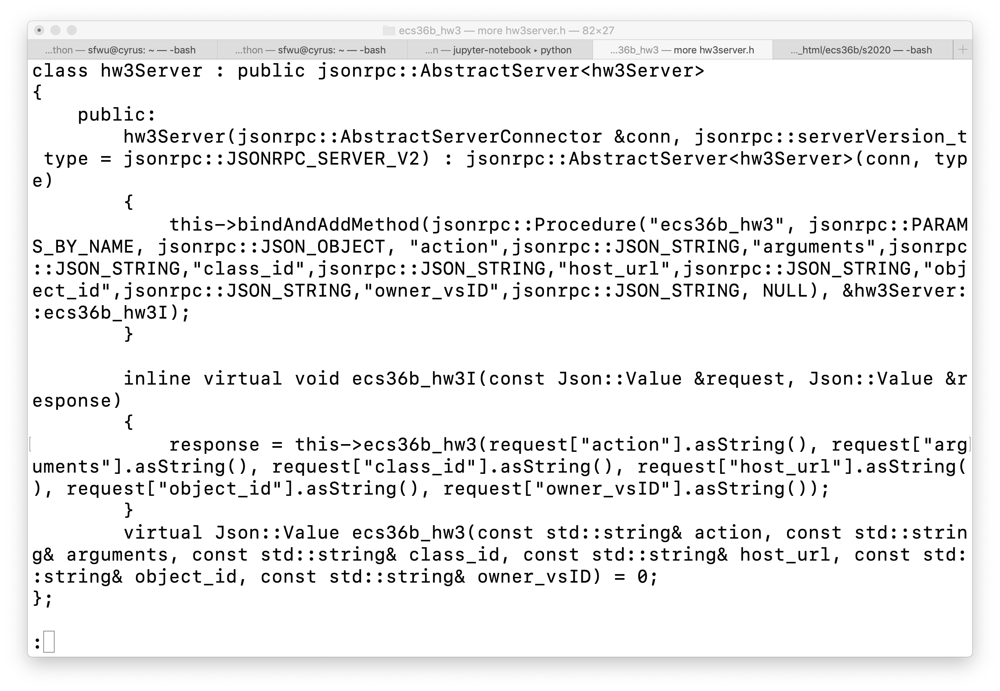 ecs36b_hw3 — more hw3server.h — 82×27
...thon — sfwu@cyrus: ~ — -bash ...thon — sfwu@cyrus: ~ — -bash ...n — jupyter-notebook ▸ python ...36b_hw3 — more hw3server.h ..._html/ecs36b/s2020 — -bash +
class hw3Server : public jsonrpc::AbstractServer<hw3Server>
{
    public:
        hw3Server(jsonrpc::AbstractServerConnector &conn, jsonrpc::serverVersion_t
 type = jsonrpc::JSONRPC_SERVER_V2) : jsonrpc::AbstractServer<hw3Server>(conn, typ
e)
        {
            this->bindAndAddMethod(jsonrpc::Procedure("ecs36b_hw3", jsonrpc::PARAM
S_BY_NAME, jsonrpc::JSON_OBJECT, "action",jsonrpc::JSON_STRING,"arguments",jsonrpc
::JSON_STRING,"class_id",jsonrpc::JSON_STRING,"host_url",jsonrpc::JSON_STRING,"obj
ect_id",jsonrpc::JSON_STRING,"owner_vsID",jsonrpc::JSON_STRING, NULL), &hw3Server:
:ecs36b_hw3I);
        }

        inline virtual void ecs36b_hw3I(const Json::Value &request, Json::Value &r
esponse)
        {
            response = this->ecs36b_hw3(request["action"].asString(), request["arg
uments"].asString(), request["class_id"].asString(), request["host_url"].asString(
), request["object_id"].asString(), request["owner_vsID"].asString());
        }
        virtual Json::Value ecs36b_hw3(const std::string& action, const std::strin
g& arguments, const std::string& class_id, const std::string& host_url, const std:
:string& object_id, const std::string& owner_vsID) = 0;
};

: